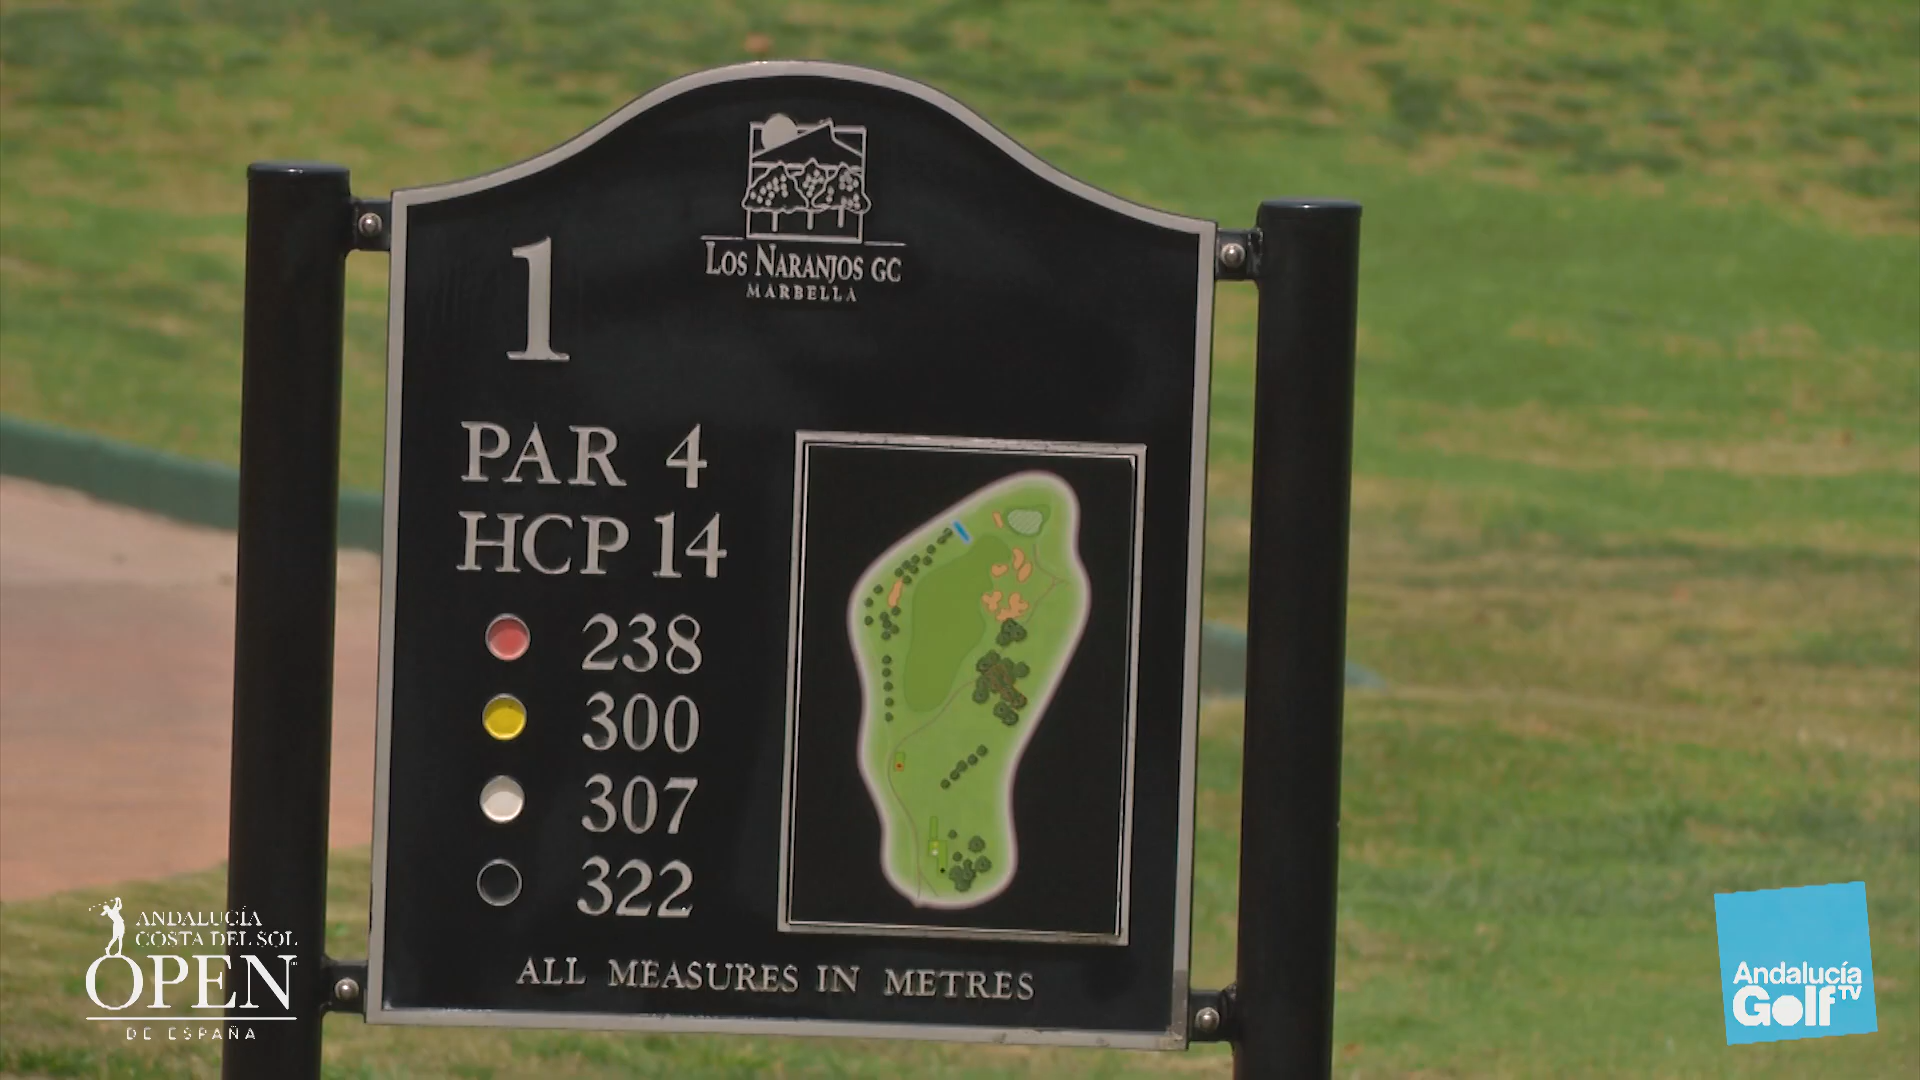 LOS NARANJOS GC
MARBELLA
1
PAR 4
HCP 14
238
300
307
322
ALL MEASURES IN METRES
ANDALUCÍA
COSTA DEL SOL
OPEN
DE ESPAÑA
Andalucía
Golf TV